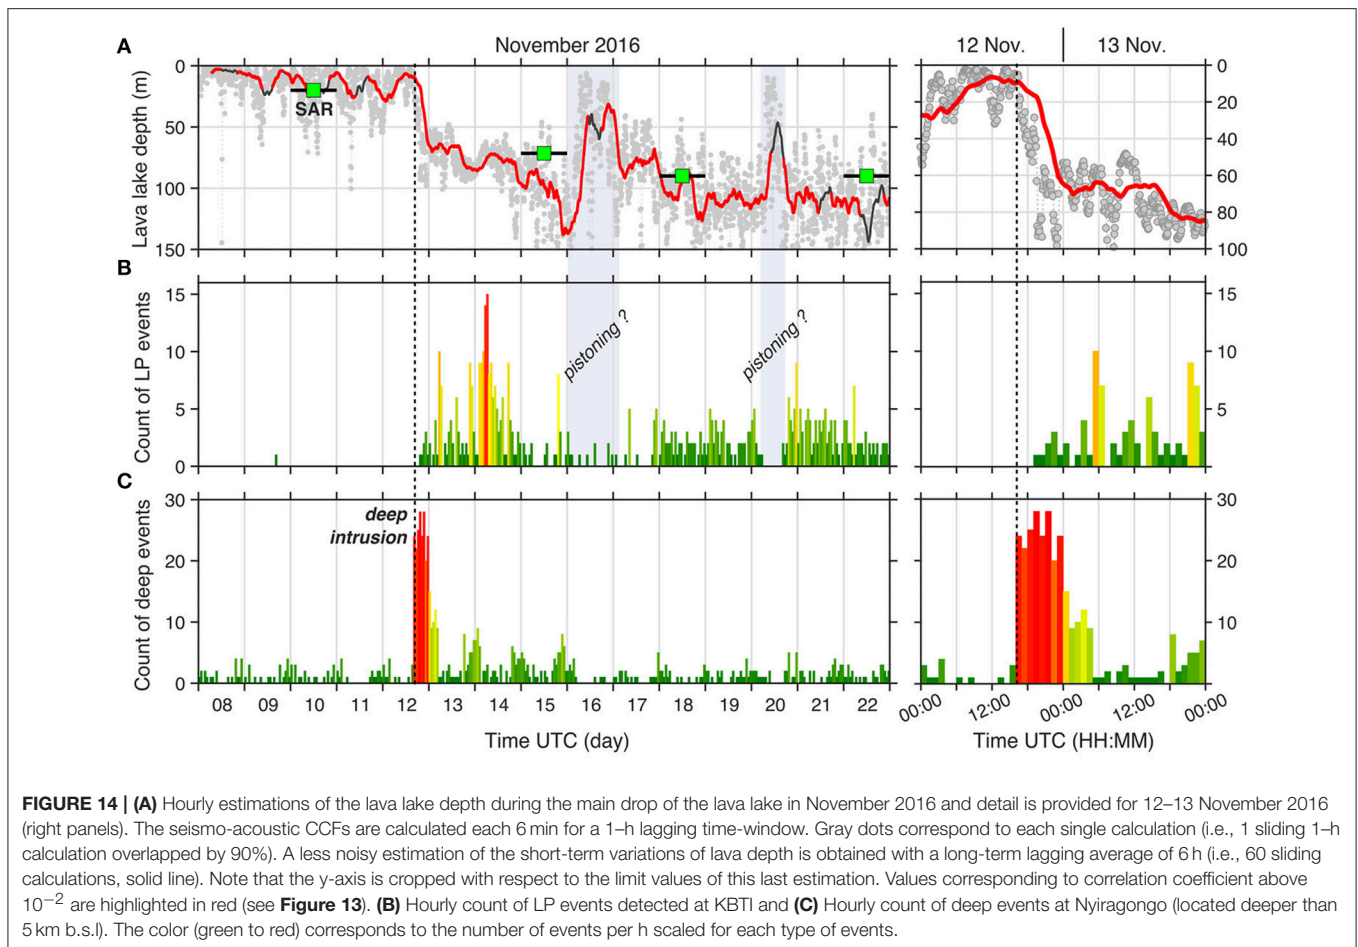 A
November 2016
12 Nov.
13 Nov.
Lava lake depth (m)
0
50
100
150
SAR
0
20
40
60
80
100
B
Count of LP events
15
10
5
0
pistoning ?
pistoning ?
15
10
5
C
Count of deep events
30
20
10
0
deep
intrusion
30
20
10
0
08 09 10 11 12 13 14 15 16 17 18 19 20 21 22
Time UTC (day)
00:00 12:00 00:00 12:00 00:00
Time UTC (HH:MM)
FIGURE 14 | (A) Hourly estimations of the lava lake depth during the main drop of the lava lake in November 2016 and detail is provided for 12–13 November 2016
(right panels). The seismo-acoustic CCFs are calculated each 6 min for a 1–h lagging time-window. Gray dots correspond to each single calculation (i.e., 1 sliding 1–h
calculation overlapped by 90%). A less noisy estimation of the short-term variations of lava depth is obtained with a long-term lagging average of 6 h (i.e., 60 sliding
calculations, solid line). Note that the y-axis is cropped with respect to the limit values of this last estimation. Values corresponding to correlation coefficient above
10−2 are highlighted in red (see Figure 13). (B) Hourly count of LP events detected at KBTI and (C) Hourly count of deep events at Nyiragongo (located deeper than
5 km b.s.l). The color (green to red) corresponds to the number of events per h scaled for each type of events.